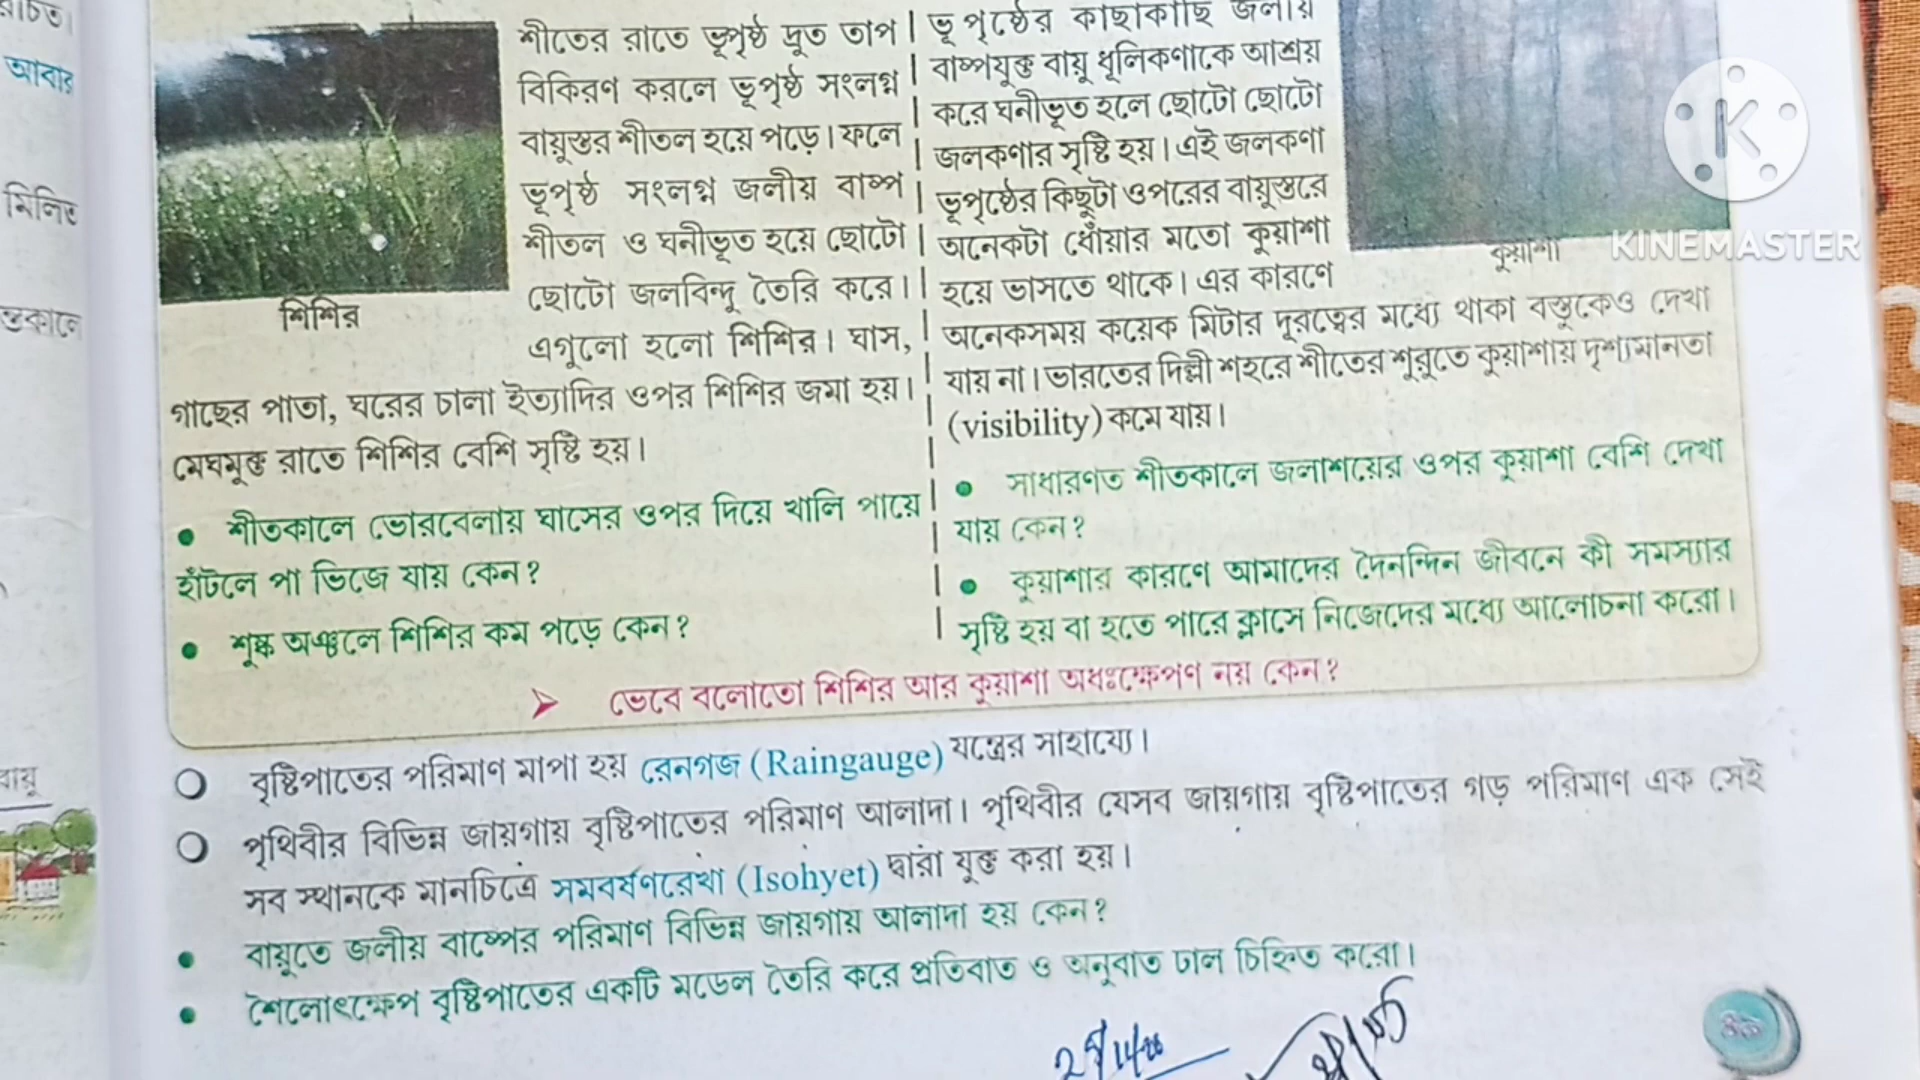 রচিত।
আবার
মিলিত
ন্তকালে
বায়ু
শীতের রাতে ভূপৃষ্ঠ দ্রুত তাপ
বিকিরণ করলে ভূপৃষ্ঠ সংলগ্ন
বায়ুস্তর শীতল হয়ে পড়ে। ফলে
ভূপৃষ্ঠ সংলগ্ন জলীয় বাষ্প
শীতল ও ঘনীভূত হয়ে ছোটো
ছোটো জলবিন্দু তৈরি করে।
এগুলো হলো শিশির। ঘাস,
শিশির
গাছের পাতা, ঘরের চালা ইত্যাদির ওপর শিশির জমা হয়।
মেঘমুক্ত রাতে শিশির বেশি সৃষ্টি হয়।
• শীতকালে ভোরবেলায় ঘাসের ওপর দিয়ে খালি পায়ে
হাঁটলে পা ভিজে যায় কেন?
• শুষ্ক অঞ্চলে শিশির কম পড়ে কেন?
ভূ পৃষ্ঠের কাছাকাছি জলীয়
বাষ্পযুক্ত বায়ু ধূলিকণাকে আশ্রয়
করে ঘনীভূত হলে ছোটো ছোটো
জলকণার সৃষ্টি হয়। এই জলকণা
ভূপৃষ্ঠের কিছুটা ওপরের বায়ুস্তরে
অনেকটা ধোঁয়ার মতো কুয়াশা
হয়ে ভাসতে থাকে। এর কারণে
অনেকসময় কয়েক মিটার দূরত্বের মধ্যে থাকা বস্তুকেও দেখা
যায় না। ভারতের দিল্লী শহরে শীতের শুরুতে কুয়াশায় দৃশ্যমানতা
(visibility) কমে যায়।
কুয়াশা
KINEMASTER
• সাধারণত শীতকালে জলাশয়ের ওপর কুয়াশা বেশি দেখা
যায় কেন?
• কুয়াশার কারণে আমাদের দৈনন্দিন জীবনে কী সমস্যার
সৃষ্টি হয় বা হতে পারে ক্লাসে নিজেদের মধ্যে আলোচনা করো।
➢ ভেবে বলোতো শিশির আর কুয়াশা অধঃক্ষেপণ নয় কেন?
বৃষ্টিপাতের পরিমাণ মাপা হয় রেনগজ (Raingauge) যন্ত্রের সাহায্যে।
পৃথিবীর বিভিন্ন জায়গায় বৃষ্টিপাতের পরিমাণ আলাদা। পৃথিবীর যেসব জায়গায় বৃষ্টিপাতের গড় পরিমাণ এক সেই
সব স্থানকে মানচিত্রে সমবর্ষণরেখা (Isohyet) দ্বারা যুক্ত করা হয়।
• বায়ুতে জলীয় বাষ্পের পরিমাণ বিভিন্ন জায়গায় আলাদা হয় কেন?
• শৈলোৎক্ষেপ বৃষ্টিপাতের একটি মডেল তৈরি করে প্রতিবাত ও অনুবাত ঢাল চিহ্নিত করো।